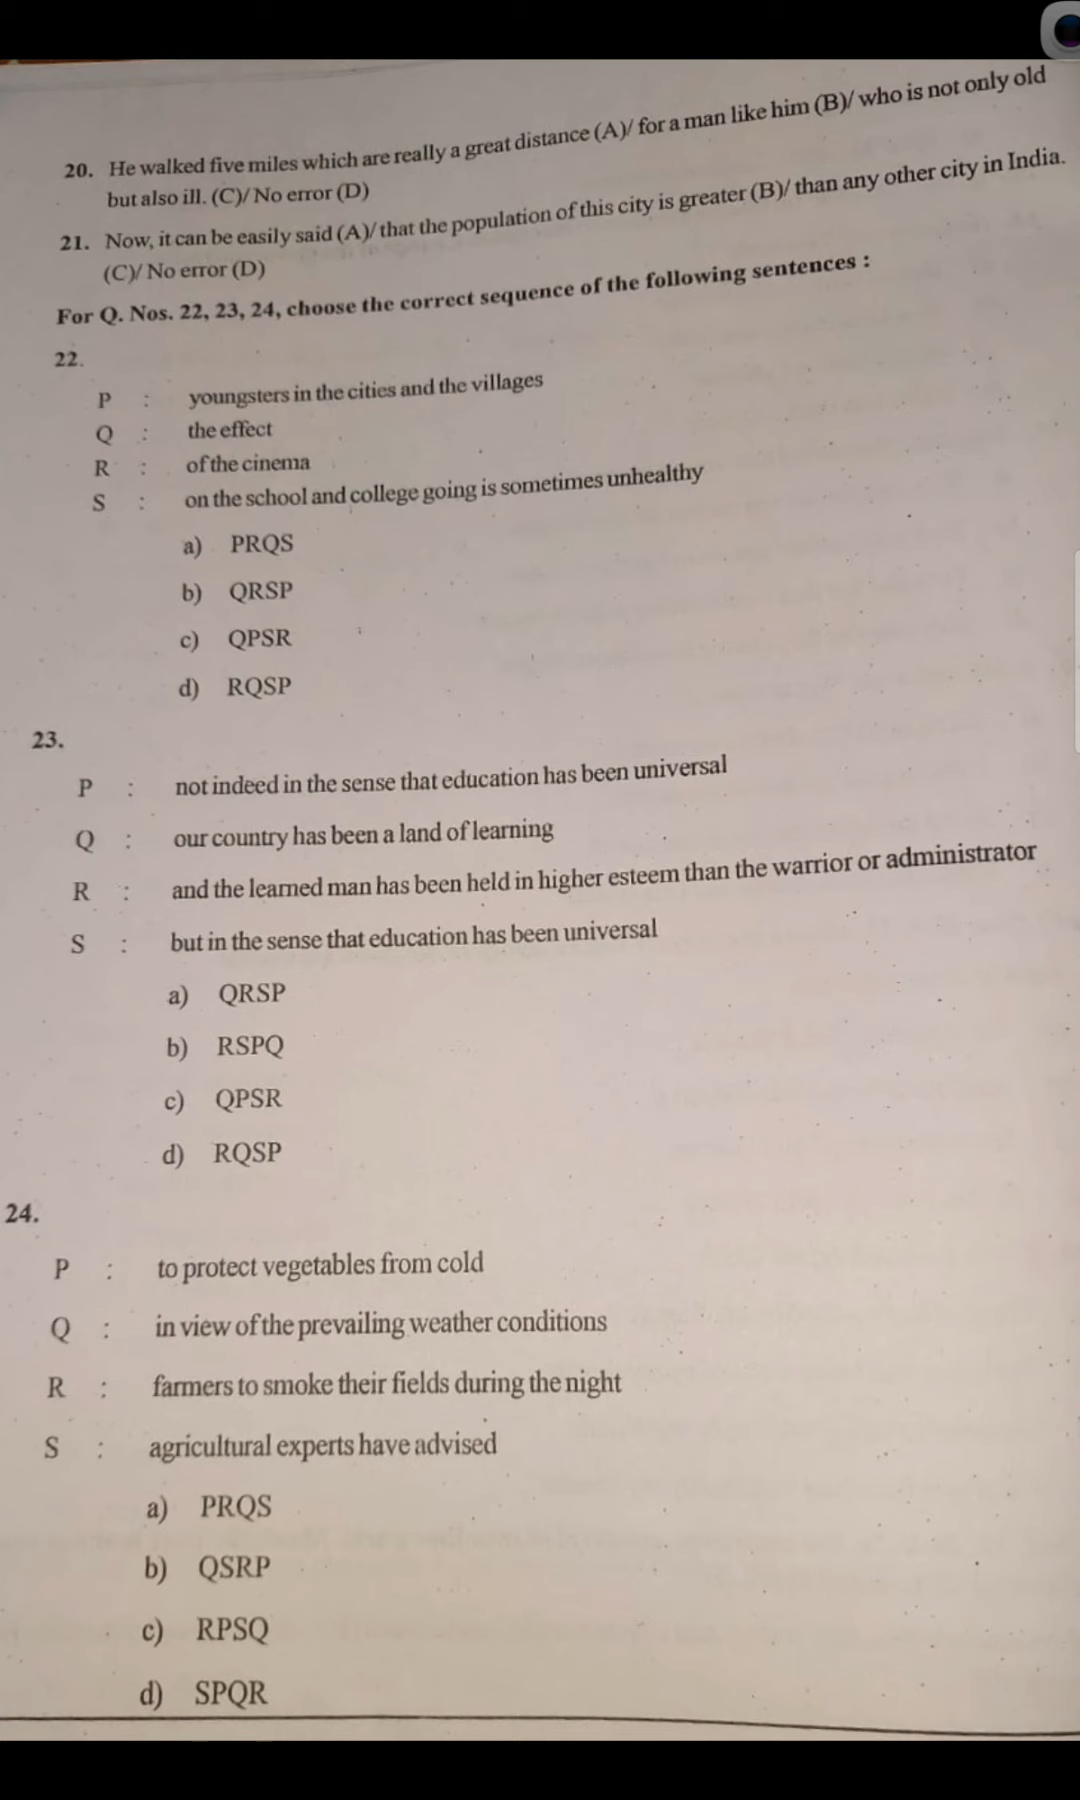 20. He walked five miles which are really a great distance (A)/ for a man like him (B)/ who is not only old
but also ill. (C)/ No error (D)
21. Now, it can be easily said (A)/ that the population of this city is greater (B)/ than any other city in India.
(C)/ No error (D)
For Q. Nos. 22, 23, 24, choose the correct sequence of the following sentences :
22.
P : youngsters in the cities and the villages
Q : the effect
R : of the cinema
S : on the school and college going is sometimes unhealthy
a) PRQS
b) QRSP
c) QPSR
d) RQSP
23.
P : not indeed in the sense that education has been universal
Q : our country has been a land of learning
R : and the learned man has been held in higher esteem than the warrior or administrator
S : but in the sense that education has been universal
a) QRSP
b) RSPQ
c) QPSR
d) RQSP
24.
P : to protect vegetables from cold
Q : in view of the prevailing weather conditions
R : farmers to smoke their fields during the night
S : agricultural experts have advised
a) PRQS
b) QSRP
c) RPSQ
d) SPQR